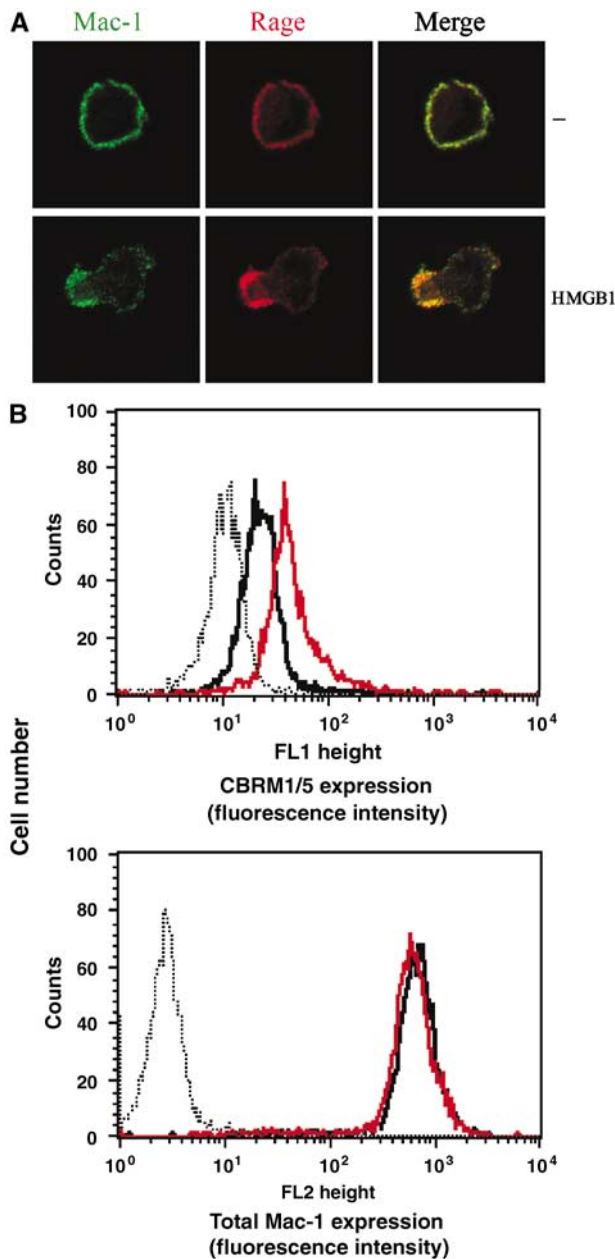 A
Mac-1 Rage Merge
–
HMGB1
B
100
80
60
40
20
0
Counts
10^0 10^1 10^2 10^3 10^4
FL1 height
CBRM1/5 expression
(fluorescence intensity)
Cell number
100
80
60
40
20
0
Counts
10^0 10^1 10^2 10^3 10^4
FL2 height
Total Mac-1 expression
(fluorescence intensity)